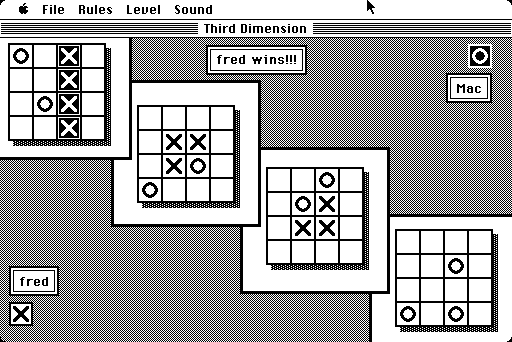 File Rules Level Sound
Third Dimension
fred wins!!!
Mac
fred